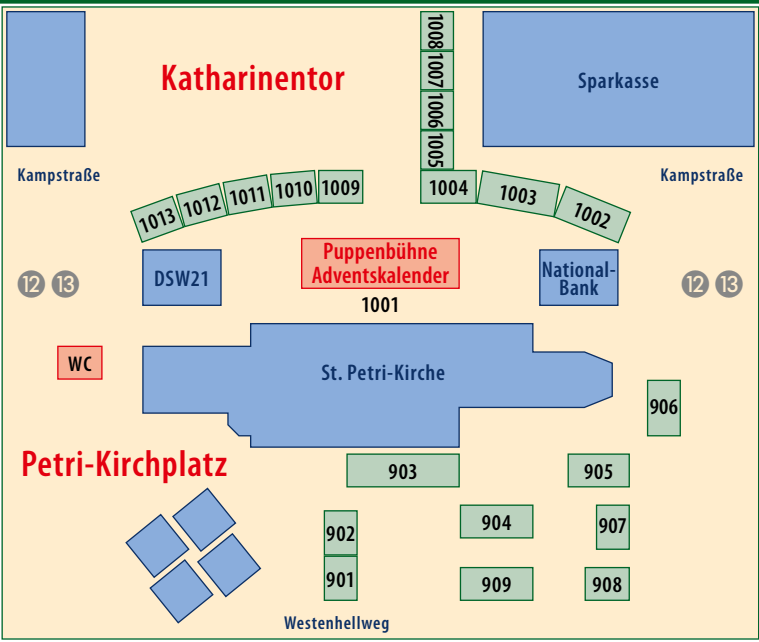 Katharinentor
1008
1007
1006
1005
Sparkasse
Kampstraße
Kampstraße
1013
1012
1011
1010
1009
1004
1003
1002
Puppenbühne
Adventskalender
1001
DSW21
National-
Bank
12 13
12 13
WC
St. Petri-Kirche
906
Petri-Kirchplatz
903
905
902
904
907
901
909
908
Westenhellweg